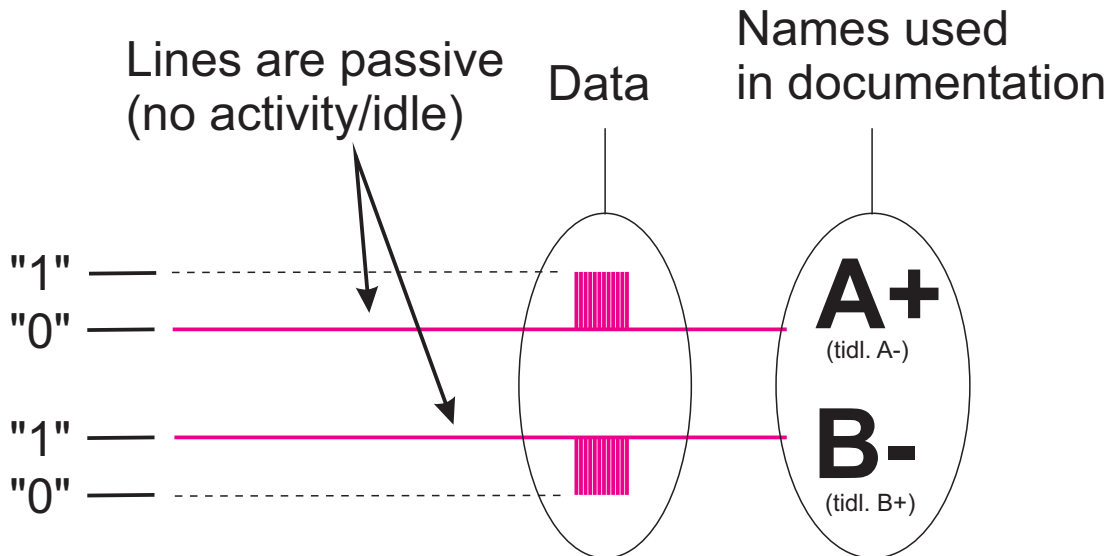 Lines are passive
(no activity/idle)
Data
Names used
in documentation
"1"
"0"
A+
(tidl. A-)
"1"
"0"
B-
(tidl. B+)